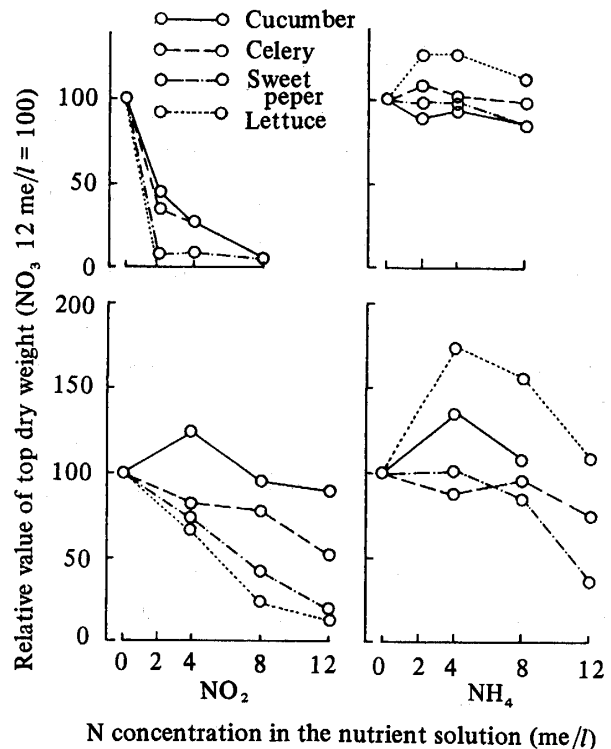 Cucumber
Celery
Sweet
peper
Lettuce
100
50
0
200
150
100
50
0
0 2 4 8 12
NO₂
0 2 4 8 12
NH₄
Relative value of top dry weight (NO₃ 12 me/l = 100)
N concentration in the nutrient solution (me/l)